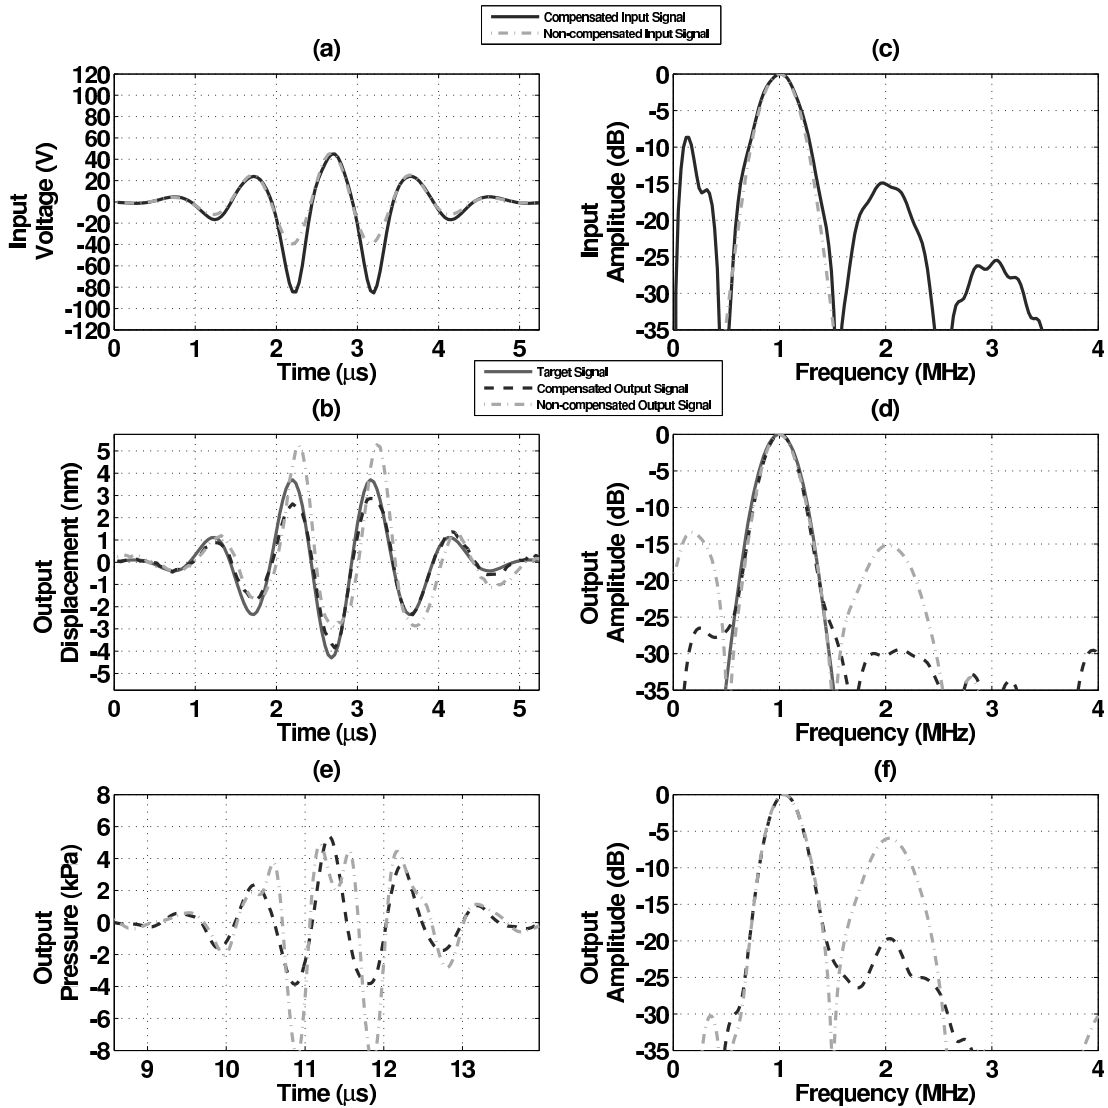 Compensated Input Signal
Non-compensated Input Signal
(a)
120
100
80
60
40
20
0
-20
-40
-60
-80
-100
-120
Input
Voltage (V)
0 1 2 3 4 5
Time (μs)
(c)
0
-5
-10
-15
-20
-25
-30
-35
Input
Amplitude (dB)
0 1 2 3 4
Frequency (MHz)
Target Signal
Compensated Output Signal
Non-compensated Output Signal
(b)
5
4
3
2
1
0
-1
-2
-3
-4
-5
Output
Displacement (nm)
0 1 2 3 4 5
Time (μs)
(d)
0
-5
-10
-15
-20
-25
-30
-35
Output
Amplitude (dB)
0 1 2 3 4
Frequency (MHz)
(e)
8
6
4
2
0
-2
-4
-6
-8
Output
Pressure (kPa)
9 10 11 12 13
Time (μs)
(f)
0
-5
-10
-15
-20
-25
-30
-35
Output
Amplitude (dB)
0 1 2 3 4
Frequency (MHz)